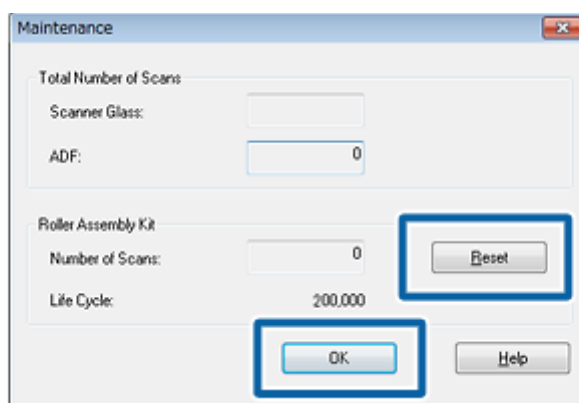 Maintenance
Total Number of Scans
Scanner Glass:
ADF: 0
Roller Assembly Kit
Number of Scans: 0 Reset
Life Cycle: 200,000
OK Help